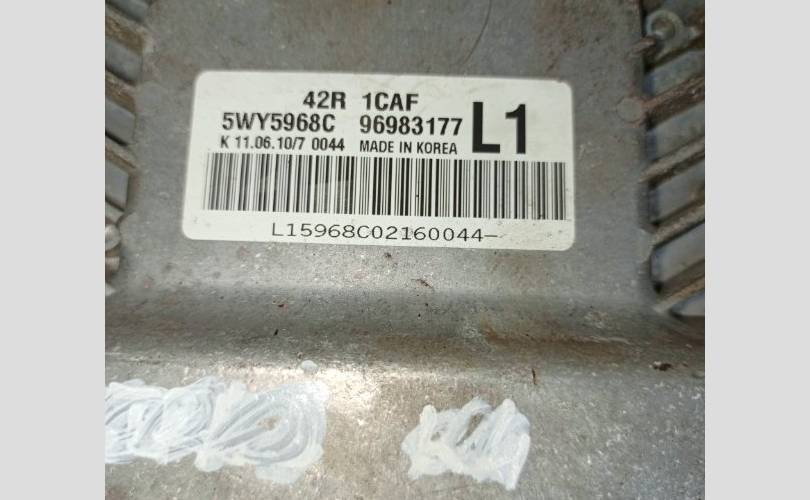 42R 1CAF
5WY5968C 96983177 L1
K 11.06.10/7 0044 MADE IN KOREA
L15968C02160044-